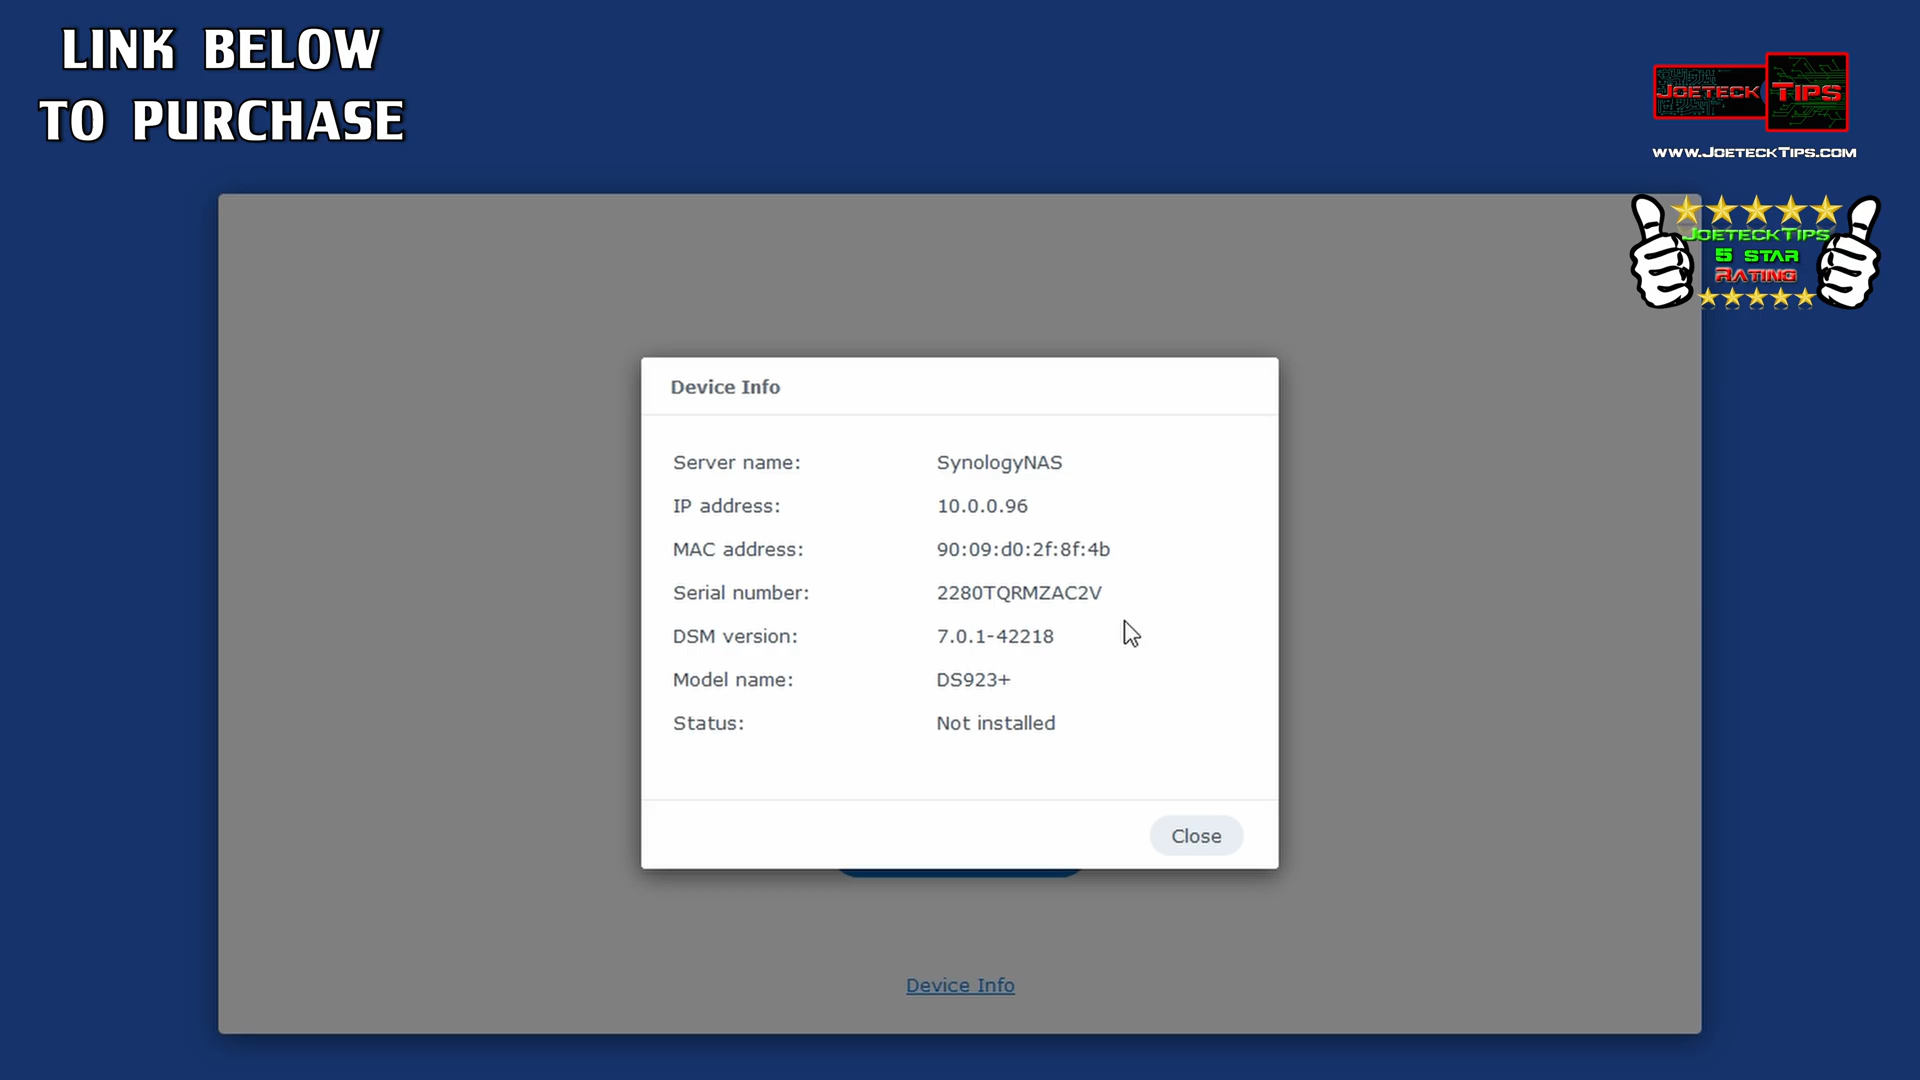 LINK BELOW
TO PURCHASE
JOETECK TIPS
WWW.JOETECKTIPS.COM
JOETECKTIPS
5 STAR
RATING
Device Info
Server name: SynologyNAS
IP address: 10.0.0.96
MAC address: 90:09:d0:2f:8f:4b
Serial number: 2280TQRMZAC2V
DSM version: 7.0.1-42218
Model name: DS923+
Status: Not installed
Close
Device Info